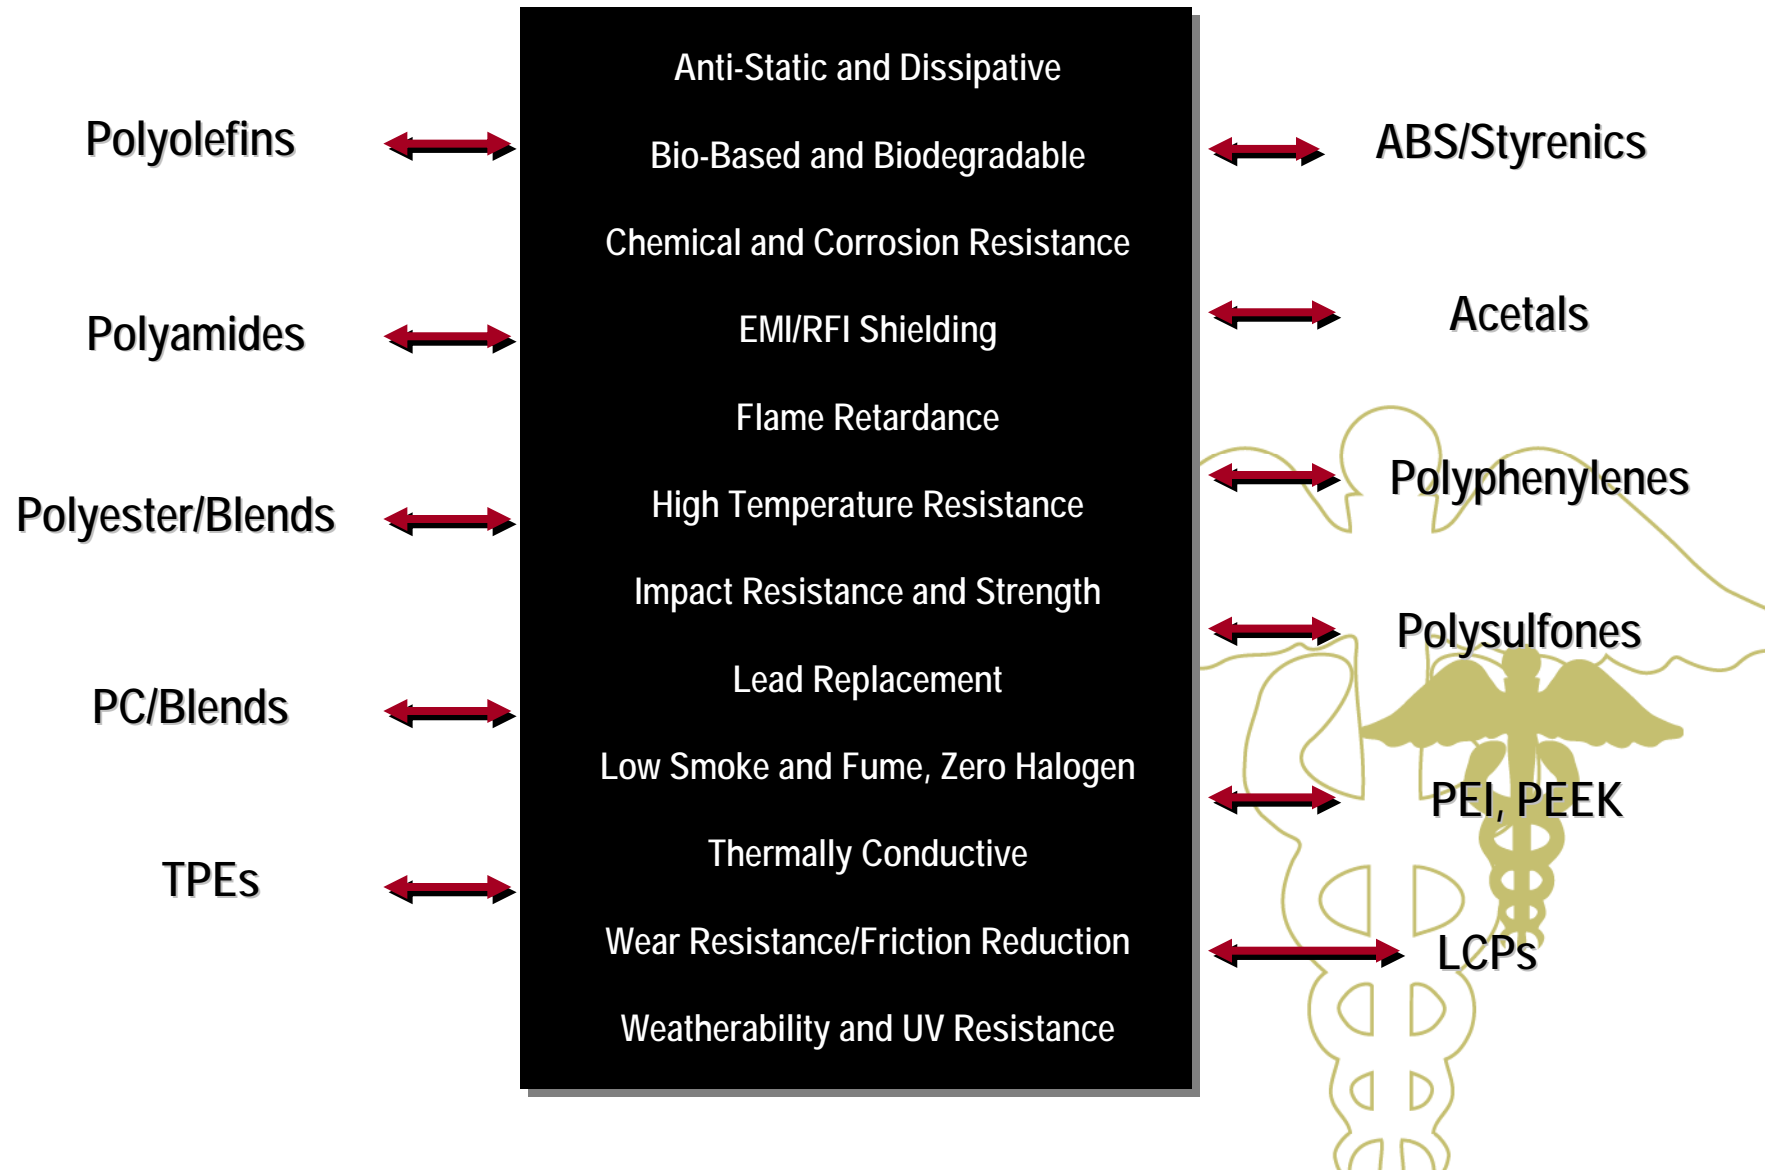 Polyolefins
Polyamides
Polyester/Blends
PC/Blends
TPEs
Anti-Static and Dissipative
Bio-Based and Biodegradable
Chemical and Corrosion Resistance
EMI/RFI Shielding
Flame Retardance
High Temperature Resistance
Impact Resistance and Strength
Lead Replacement
Low Smoke and Fume, Zero Halogen
Thermally Conductive
Wear Resistance/Friction Reduction
Weatherability and UV Resistance
ABS/Styrenics
Acetals
Polyphenylenes
Polysulfones
PEI, PEEK
LCPs